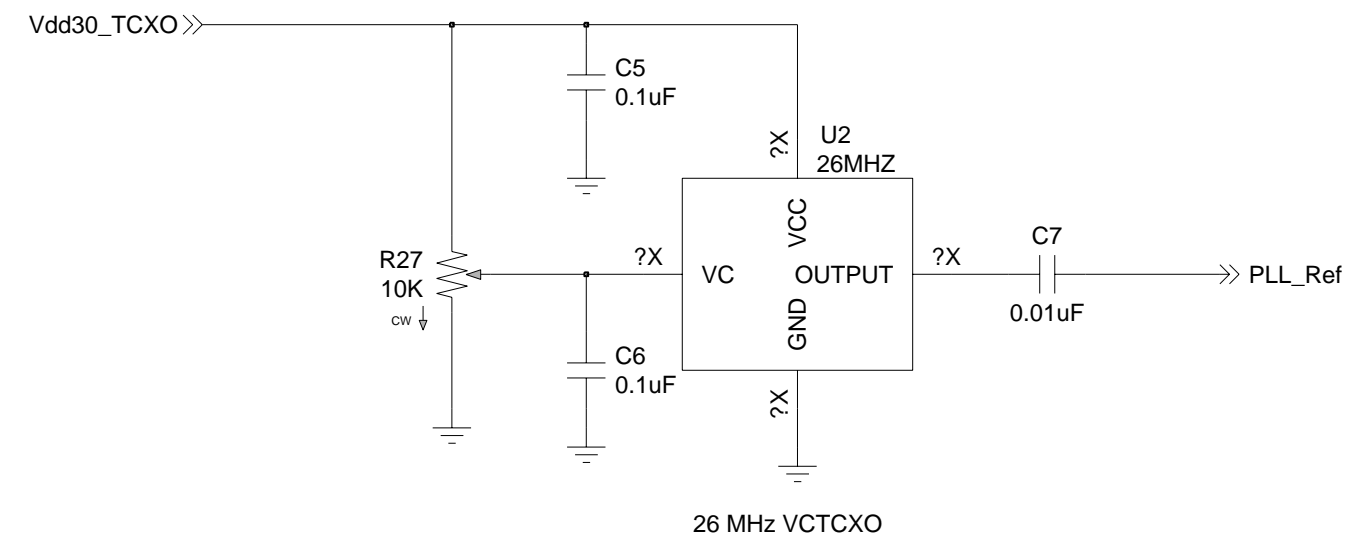 Vdd30_TCXO
C5
0.1uF
?X
U2
26MHZ
VCC
R27
10K
CW
?X
VC
OUTPUT
?X
C7
0.01uF
PLL_Ref
GND
C6
0.1uF
?X
26 MHz VCTCXO